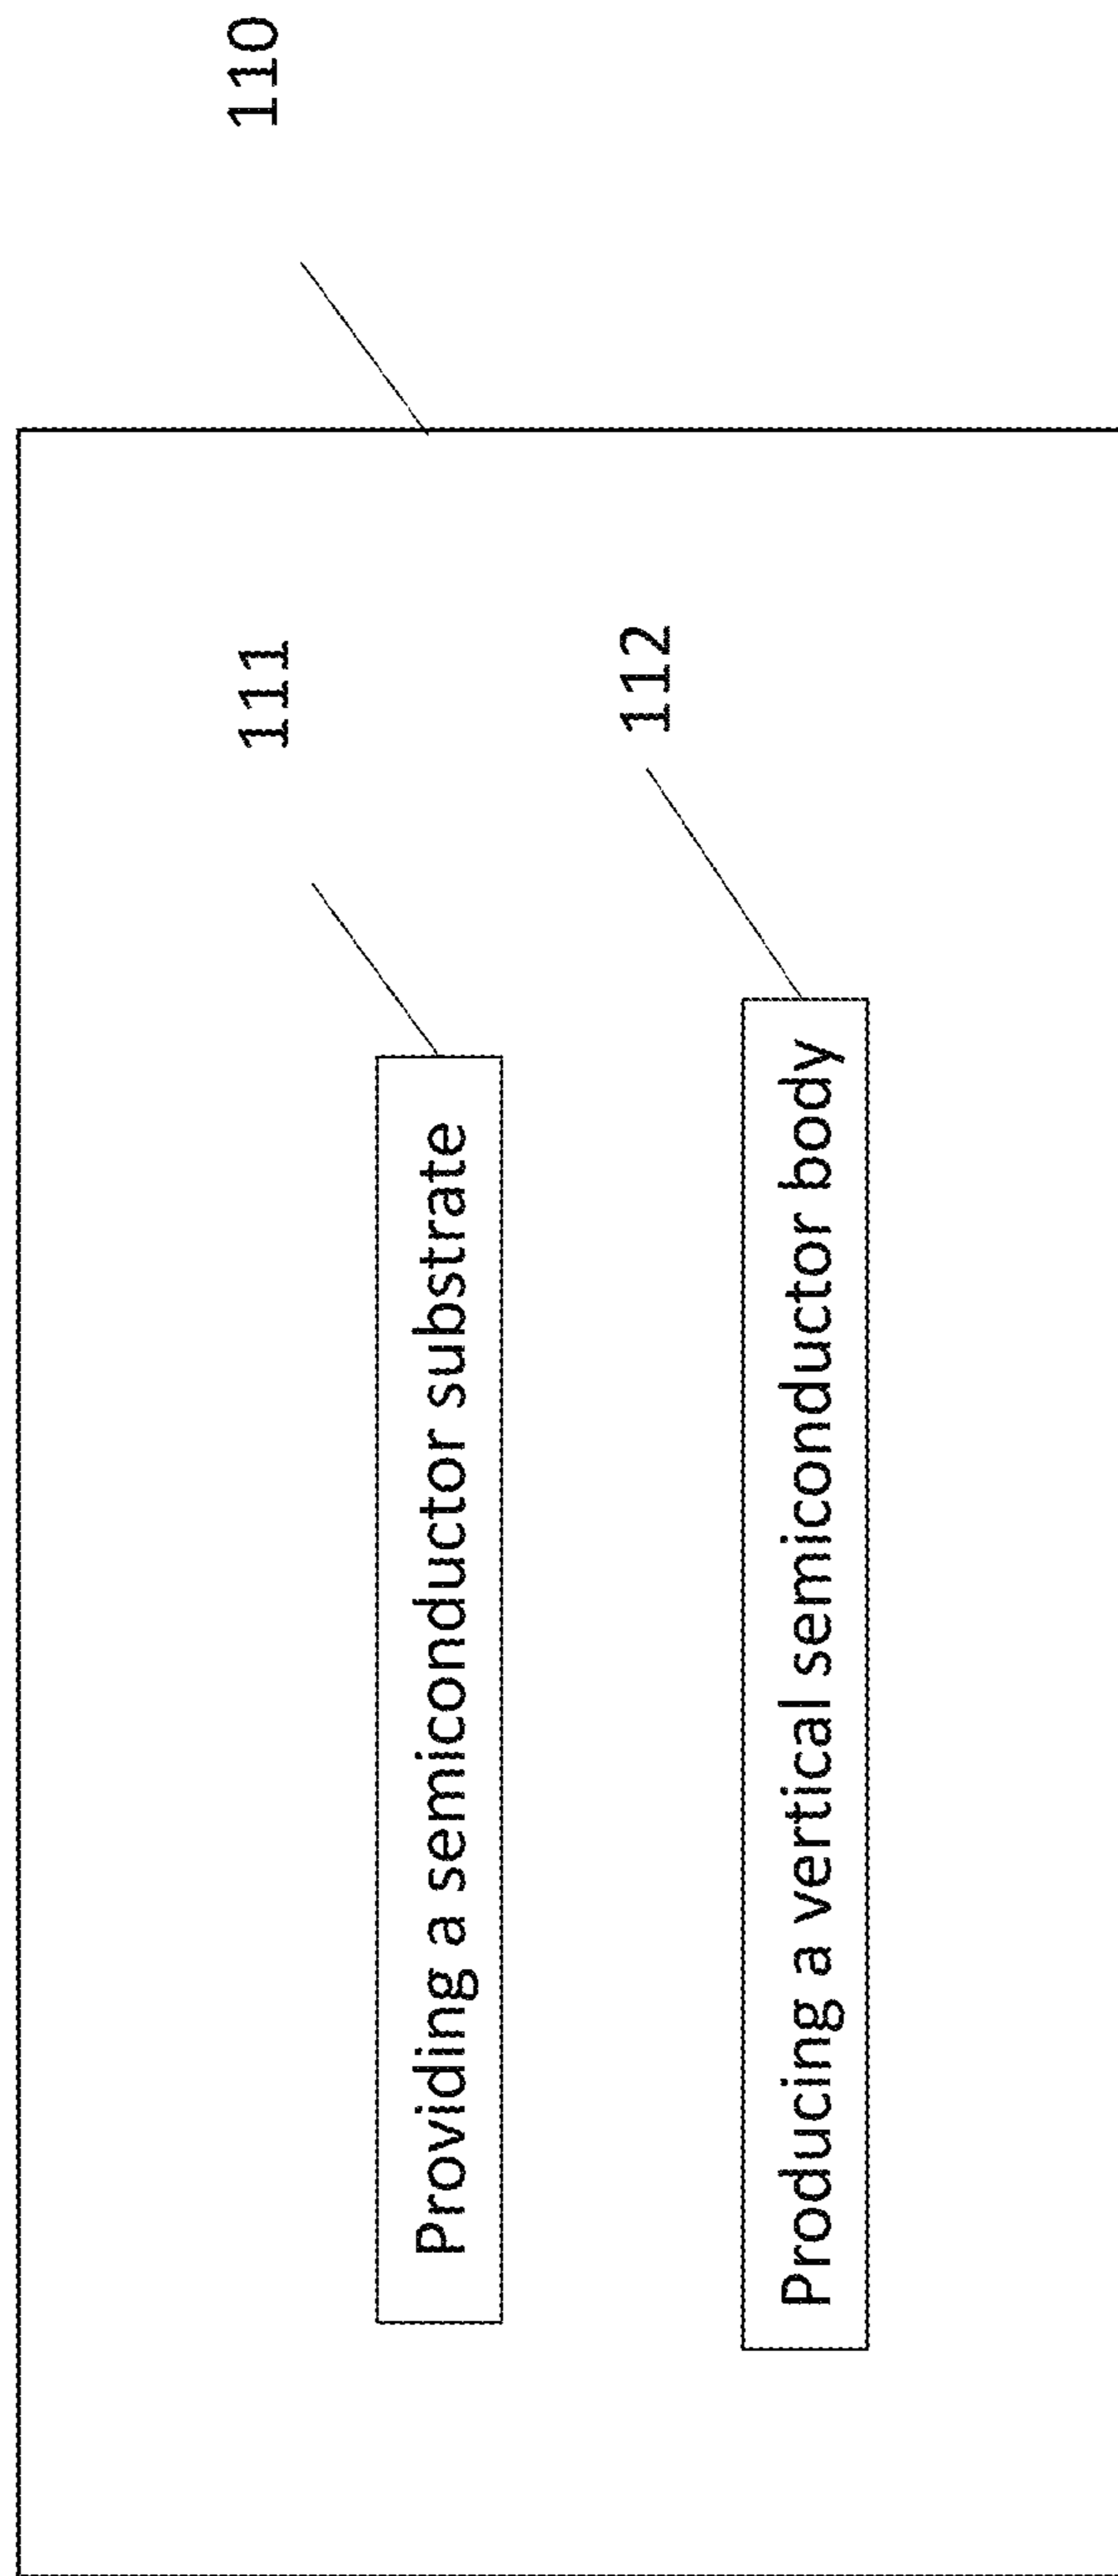 110
111
Providing a semiconductor substrate
112
Producing a vertical semiconductor body